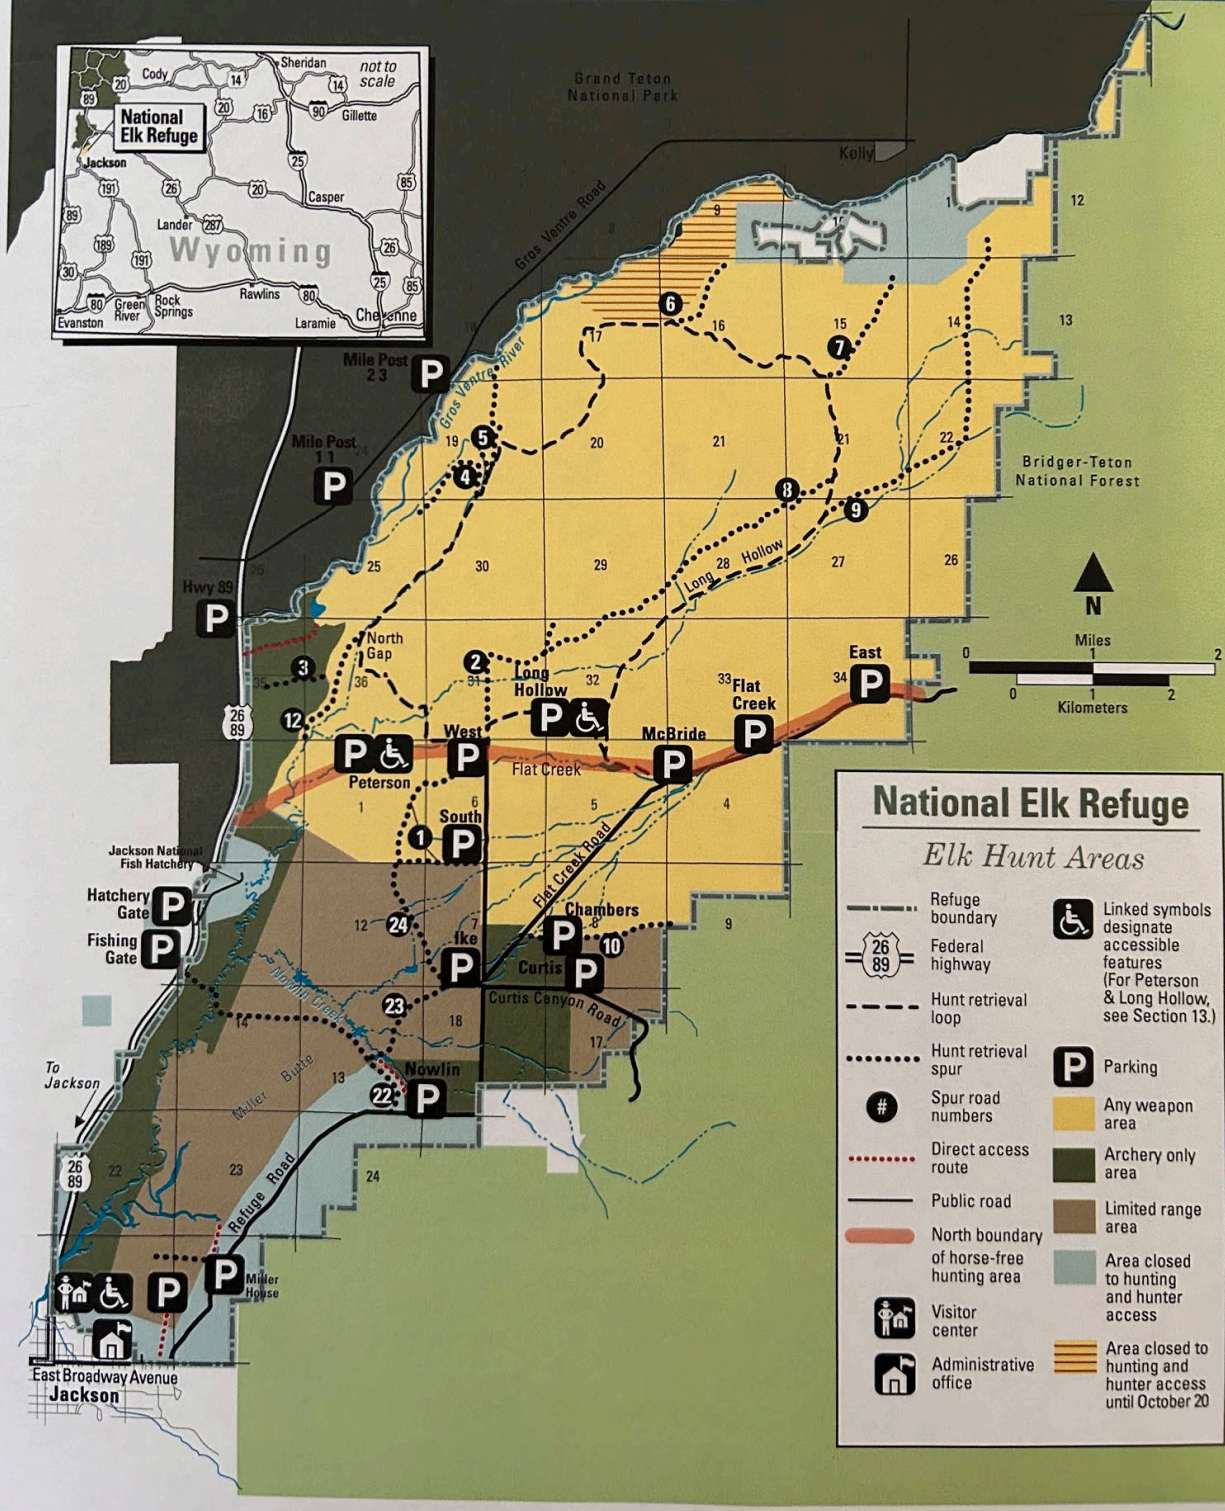 Grand Teton
National Park
Kelly
Gros Ventre Road
Sheridan
not to
scale
Cody
20
14
14
89
20
16
90
Gillette
National
Elk Refuge
Jackson
25
191
26
20
Casper
85
89
Lander
287
189
Wyoming
26
191
30
25
85
80
Green
River
Rock
Springs
Rawlins
80
Cheyenne
Evanston
Laramie
9
1
12
6
17
16
15
14
13
7
Mile Post
2 3
P
Gros Ventre River
19
5
20
21
21
22
Mile Post
1 1
24
P
4
8
9
Bridger-Teton
National Forest
25
30
29
28
Long Hollow
27
26
26
Hwy 89
P
N
North
Gap
3
35
36
2
31
Long
Hollow
P
32
33
Flat
Creek
P
34
East
P
Miles
0 1 2
0 1 2
Kilometers
26
89
12
P
Peterson
West
P
Flat Creek
McBride
P
1
6
5
4
South
P
1
Flat Creek Road
Jackson National
Fish Hatchery
Hatchery
Gate
P
Fishing
Gate
P
12
24
7
Ike
P
Chambers
8
P
10
9
Curtis
P
Curtis Canyon Road
Nowlin Creek
23
14
18
17
To
Jackson
Miller Butte
13
Nowlin
22
P
26
89
22
23
24
Refuge Road
P
P
Miller
House
East Broadway Avenue
Jackson
National Elk Refuge
Elk Hunt Areas
Refuge
boundary
26
89
Federal
highway
Hunt retrieval
loop
Hunt retrieval
spur
#
Spur road
numbers
Direct access
route
Public road
North boundary
of horse-free
hunting area
Visitor
center
Administrative
office
Linked symbols
designate
accessible
features
(For Peterson
& Long Hollow,
see Section 13.)
P
Parking
Any weapon
area
Archery only
area
Limited range
area
Area closed
to hunting
and hunter
access
Area closed to
hunting and
hunter access
until October 20